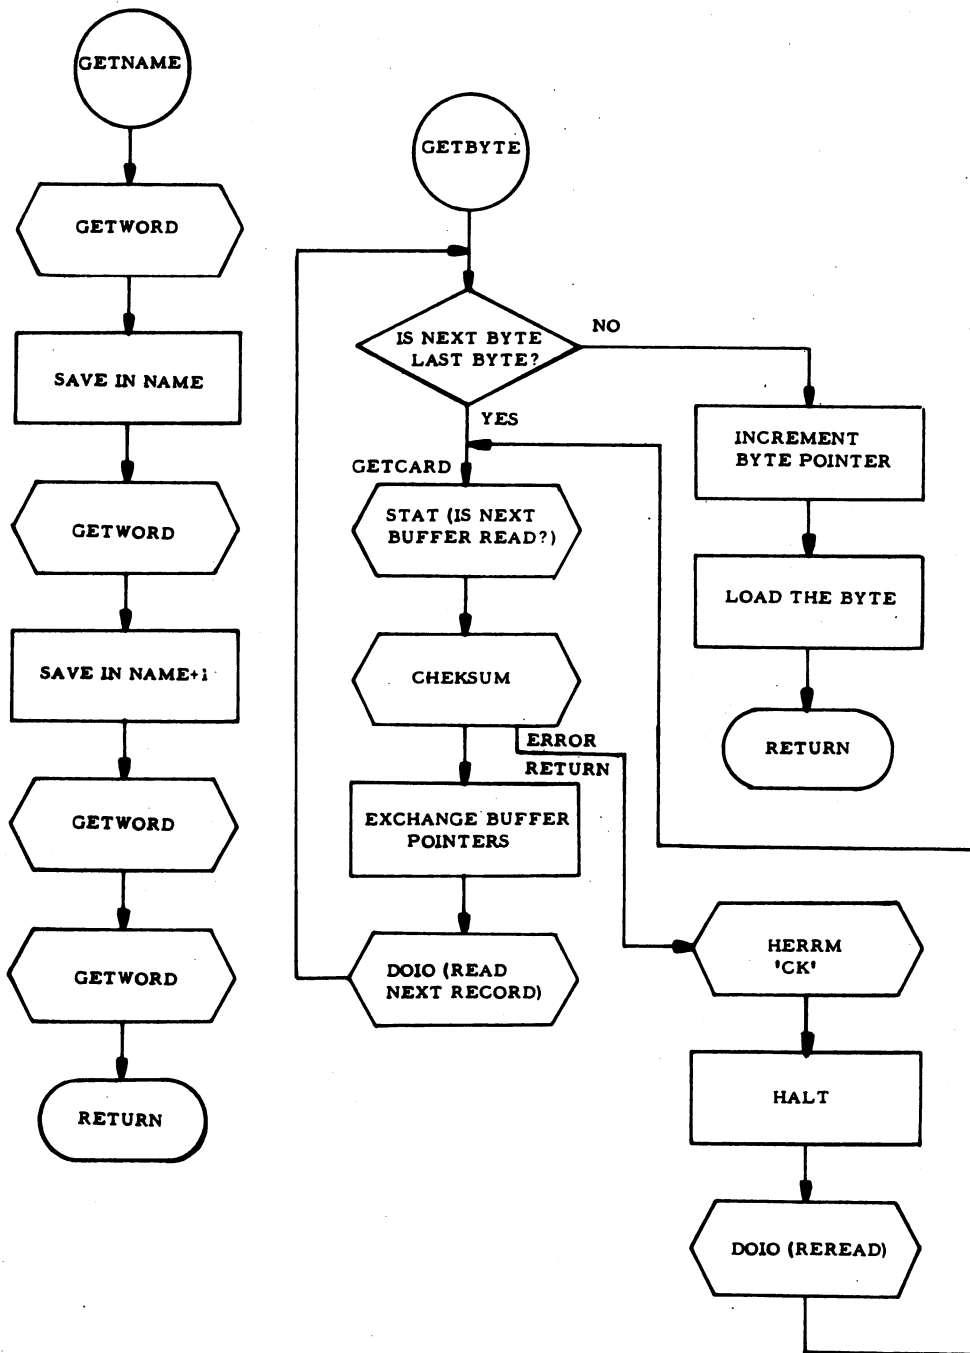 GETNAME
GETWORD
SAVE IN NAME
GETWORD
SAVE IN NAME+1
GETWORD
GETWORD
RETURN
GETBYTE
IS NEXT BYTE
LAST BYTE?
NO
YES
GETCARD
STAT (IS NEXT
BUFFER READ?)
CHEKSUM
ERROR
RETURN
EXCHANGE BUFFER
POINTERS
DOIO (READ
NEXT RECORD)
INCREMENT
BYTE POINTER
LOAD THE BYTE
RETURN
HERRM
'CK'
HALT
DOIO (REREAD)